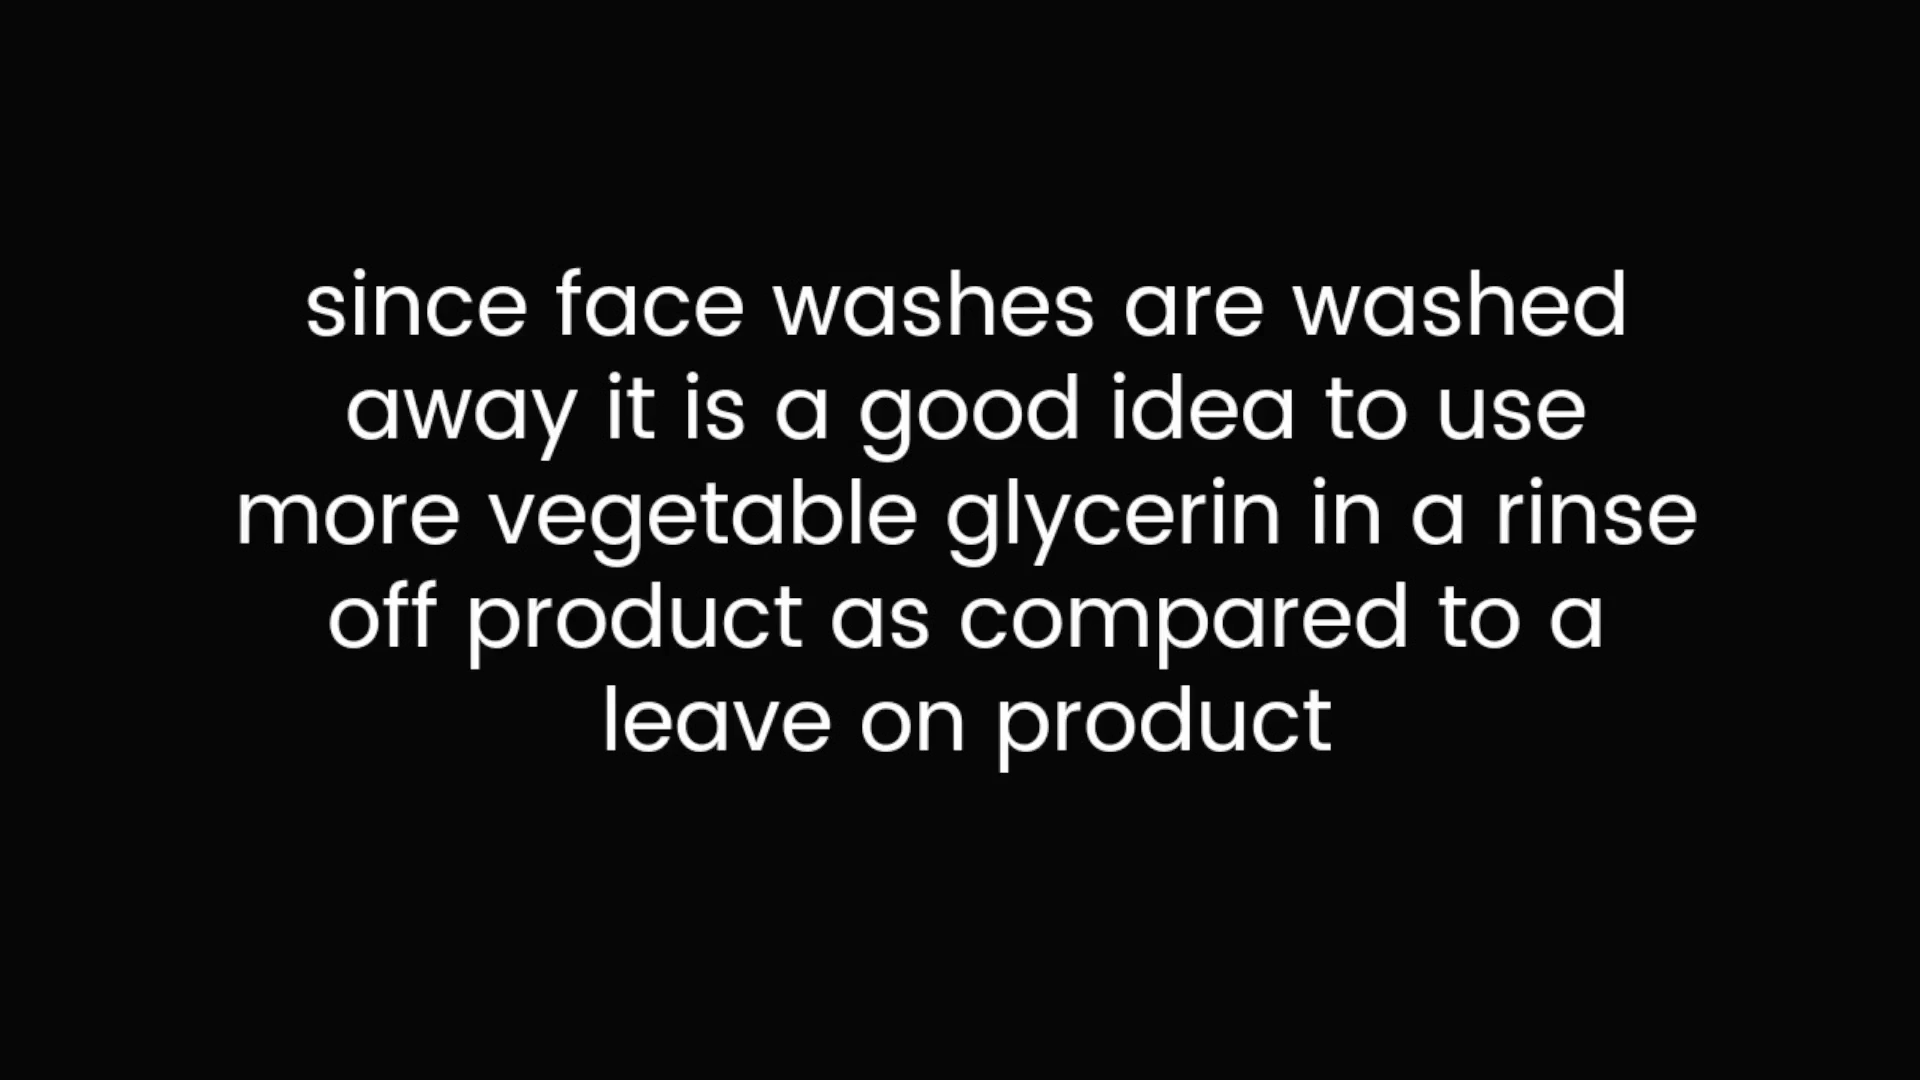 since face washes are washed
away it is a good idea to use
more vegetable glycerin in a rinse
off product as compared to a
leave on product